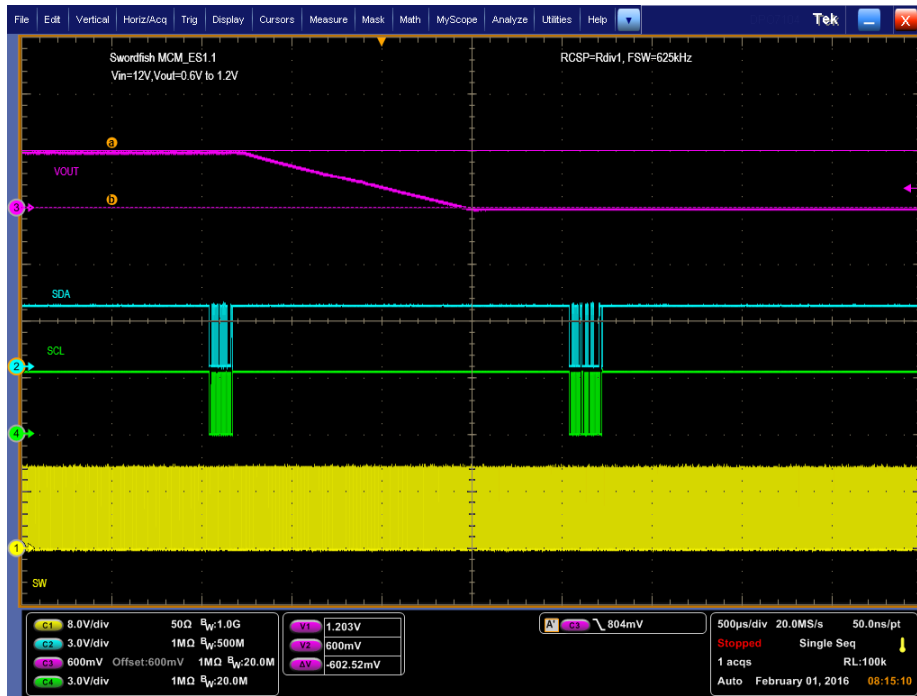 File Edit Vertical Horiz/Acq Trig Display Cursors Measure Mask Math MyScope Analyze Utilities Help Tek
Swordfish MCM_ES1.1
Vin=12V,Vout=0.6V to 1.2V
RCSP=Rdiv1, FSW=625kHz
a
VOUT
b
3
SDA
SCL
2
4
1
SW
C1 8.0V/div 50Ω BW:1.0G
C2 3.0V/div 1MΩ BW:500M
C3 600mV Offset:600mV 1MΩ BW:20.0M
C4 3.0V/div 1MΩ BW:20.0M
V1 1.203V
V2 600mV
ΔV -602.52mV
A' C3 804mV
500µs/div 20.0MS/s 50.0ns/pt
Stopped Single Seq
1 acqs RL:100k
Auto February 01, 2016 08:15:10